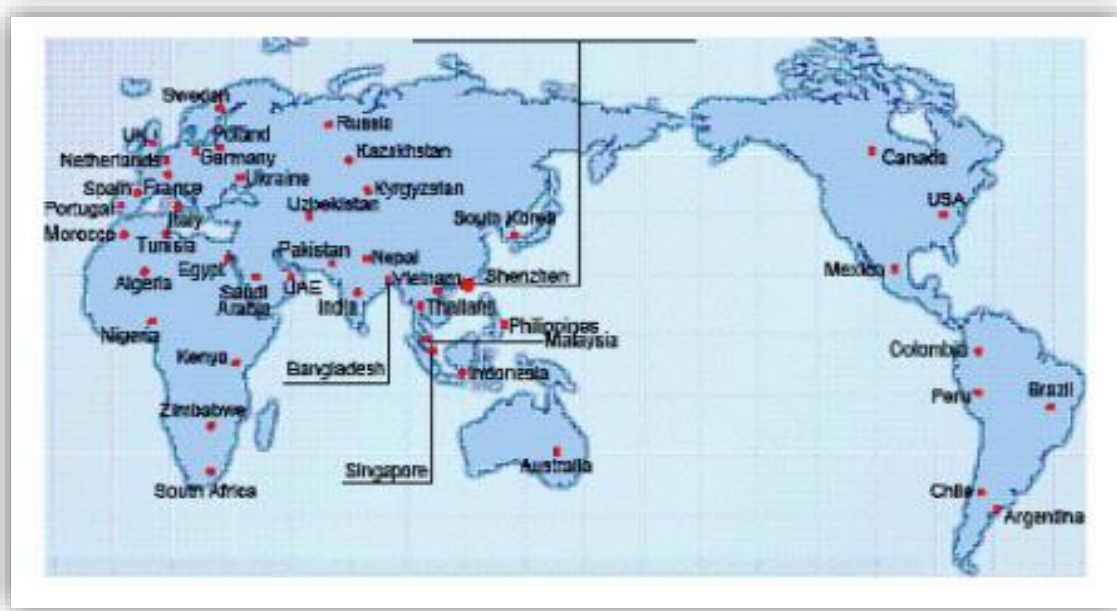 Sweden
Russia
UK
Poland
Netherlands
Germany
Kazakhstan
Canada
Spain
France
Ukraine
Kyrgyzstan
Portugal
Italy
Uzbekistan
USA
Morocco
Tunisia
South Korea
Egypt
Pakistan
Nepal
Mexico
Algeria
Saudi
Arabia
UAE
India
Vietnam
Shenzhen
Nigeria
Thailand
Philippines
Malaysia
Kenya
Bangladesh
Indonesia
Colombia
Peru
Brazil
Zimbabwe
Singapore
Australia
South Africa
Chile
Argentina